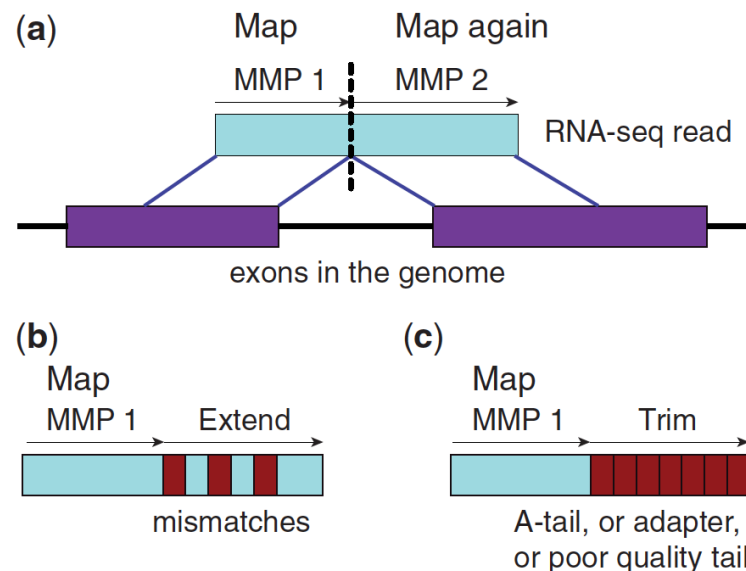 (a)
Map
Map again
MMP 1
MMP 2
RNA-seq read
exons in the genome
(b)
Map
MMP 1
Extend
mismatches
(c)
Map
MMP 1
Trim
A-tail, or adapter,
or poor quality tail